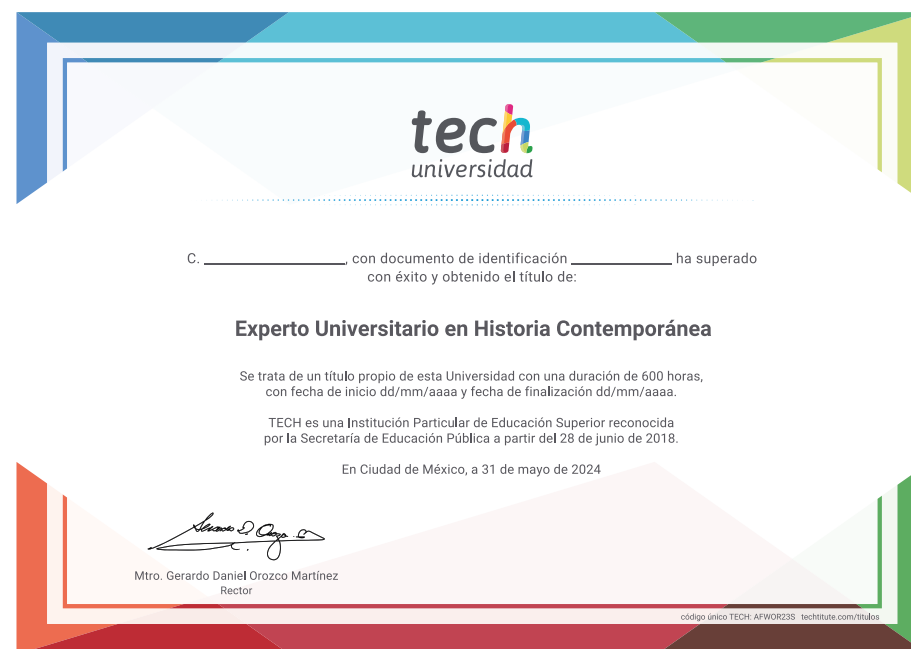 tech
universidad
C. ____________________, con documento de identificación ______________ ha superado
con éxito y obtenido el título de:
Experto Universitario en Historia Contemporánea
Se trata de un título propio de esta Universidad con una duración de 600 horas,
con fecha de inicio dd/mm/aaaa y fecha de finalización dd/mm/aaaa.
TECH es una Institución Particular de Educación Superior reconocida
por la Secretaría de Educación Pública a partir del 28 de junio de 2018.
En Ciudad de México, a 31 de mayo de 2024
Mtro. Gerardo Daniel Orozco Martínez
Rector
código único TECH: AFWOR23S techtitute.com/titulos